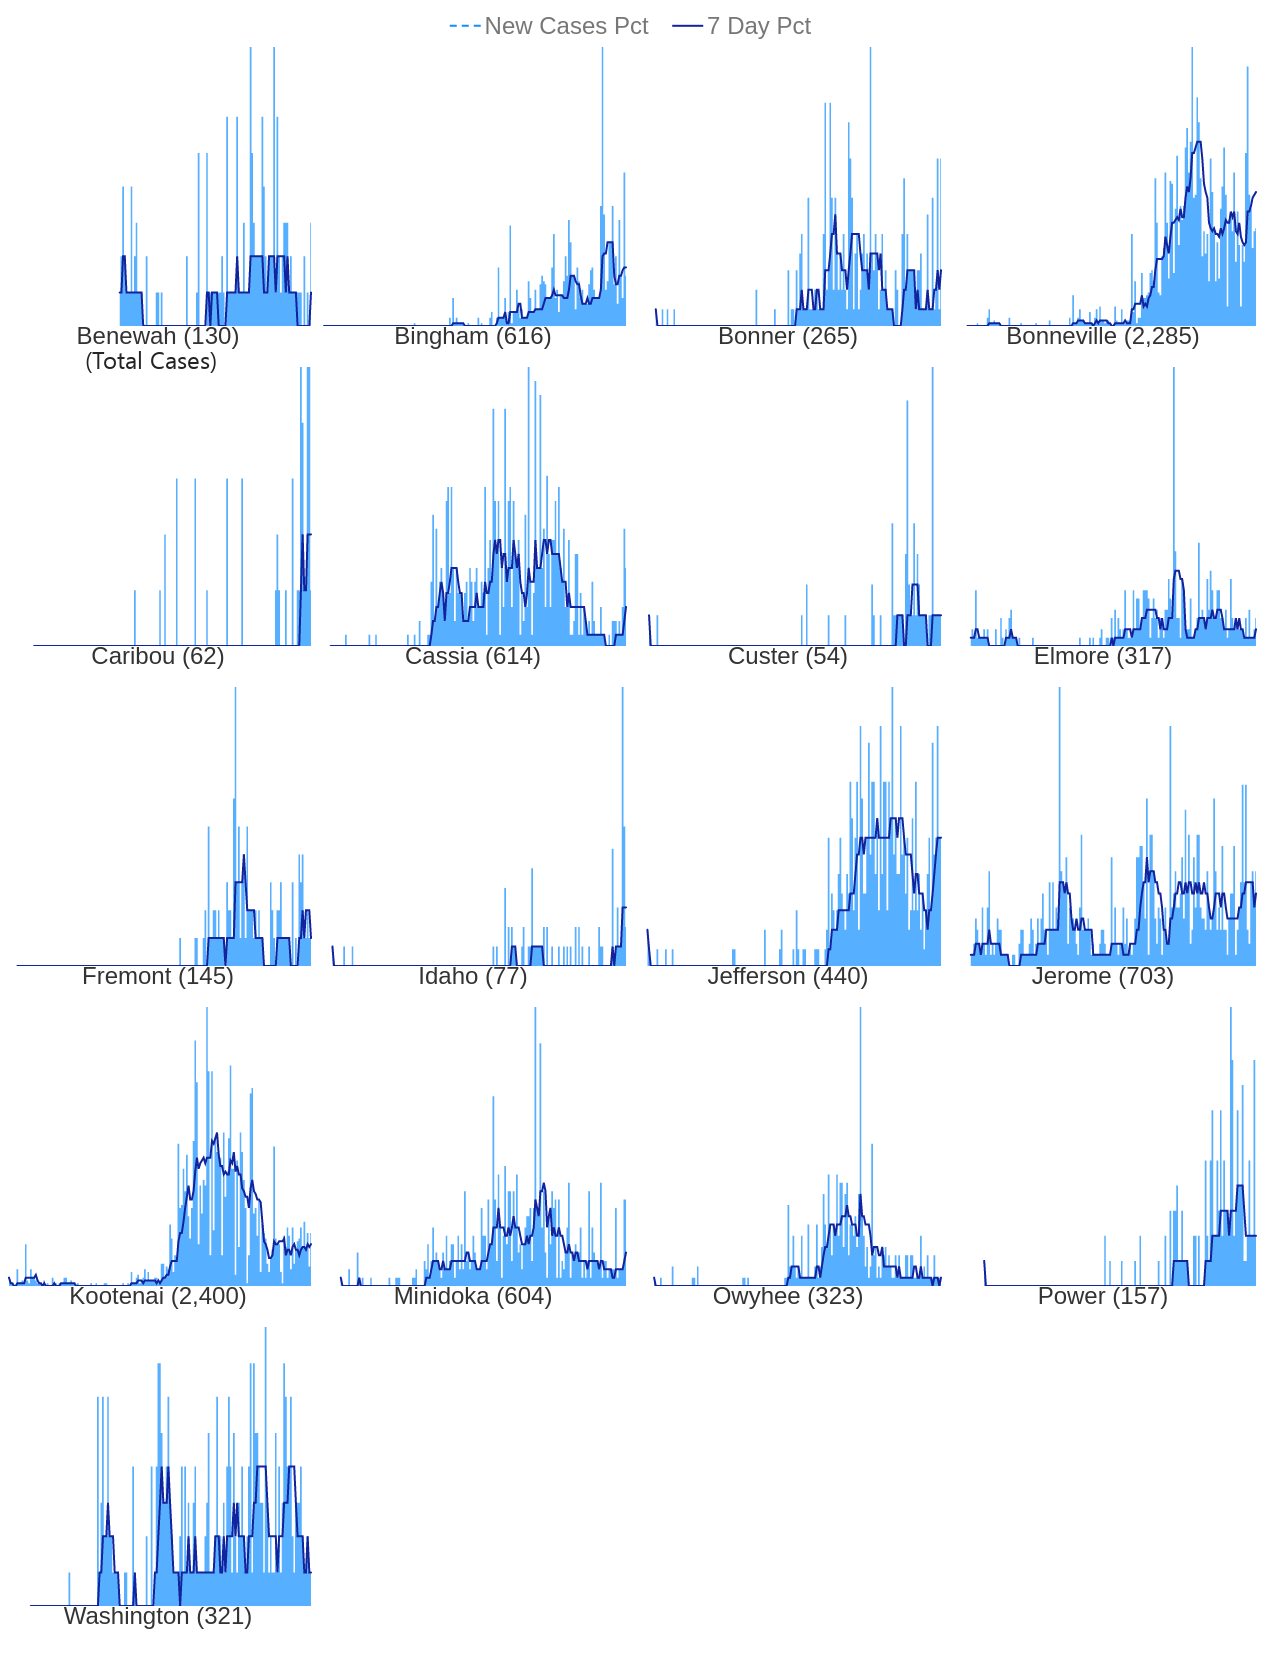 New Cases Pct 7 Day Pct
Benewah (130) Bingham (616) Bonner (265) Bonneville (2,285)
(Total Cases)
Caribou (62) Cassia (614) Custer (54) Elmore (317)
Fremont (145) Idaho (77) Jefferson (440) Jerome (703)
Kootenai (2,400) Minidoka (604) Owyhee (323) Power (157)
Washington (321)